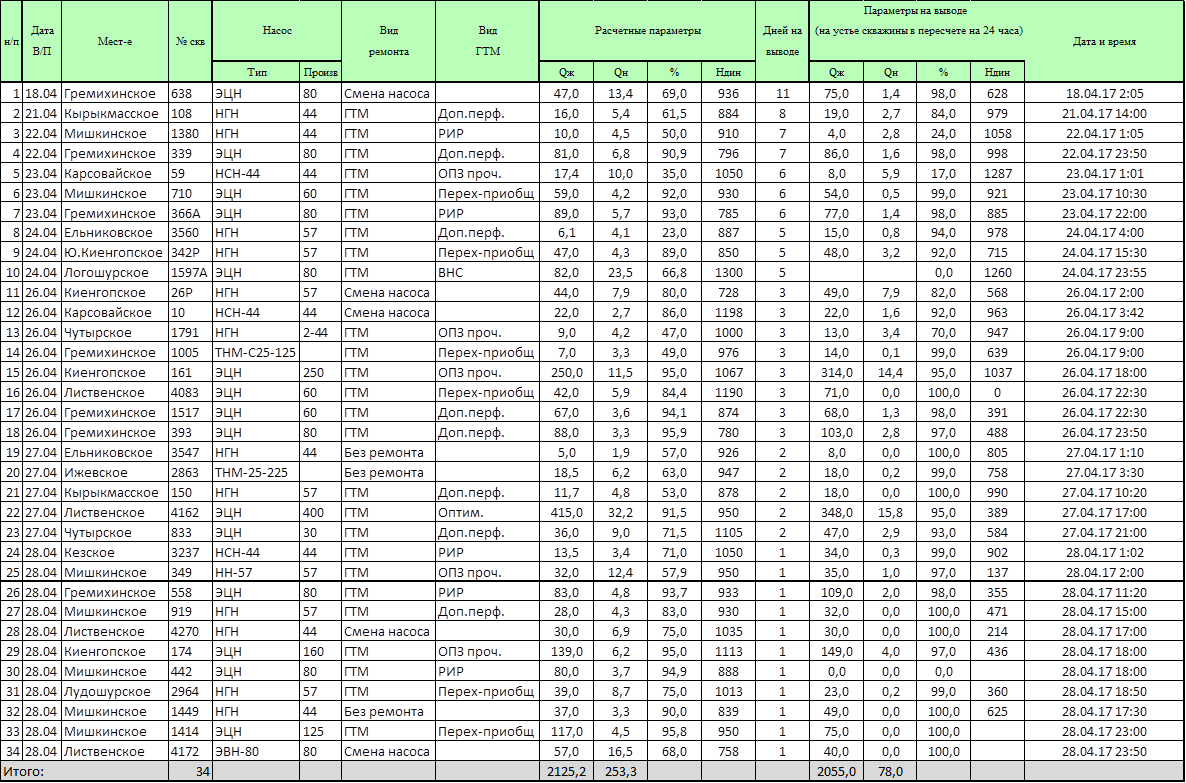 н/п Дата В/П Мест-е № скв Насос Вид ремонта Вид ГТМ Расчетные параметры Дней на выводе Параметры на выводе (на устье скважины в пересчете на 24 часа) Дата и время
Тип Произв Qж Qн % Ндин Qж Qн % Ндин
1 18.04 Гремихинское 638 ЭЦН 80 Смена насоса 47,0 13,4 69,0 936 11 75,0 1,4 98,0 628 18.04.17 2:05
2 21.04 Кырыкмасское 108 НГН 44 ГТМ Доп.перф. 16,0 5,4 61,5 884 8 19,0 2,7 84,0 979 21.04.17 14:00
3 22.04 Мишкинское 1380 НГН 44 ГТМ РИР 10,0 4,5 50,0 910 7 4,0 2,8 24,0 1058 22.04.17 1:05
4 22.04 Гремихинское 339 ЭЦН 80 ГТМ Доп.перф. 81,0 6,8 90,9 796 7 86,0 1,6 98,0 998 22.04.17 23:50
5 23.04 Карсовайское 59 НСН-44 44 ГТМ ОПЗ проч. 17,4 10,0 35,0 1050 6 8,0 5,9 17,0 1287 23.04.17 1:01
6 23.04 Мишкинское 710 ЭЦН 60 ГТМ Перех-приобщ 59,0 4,2 92,0 930 6 54,0 0,5 99,0 921 23.04.17 10:30
7 23.04 Гремихинское 366А ЭЦН 80 ГТМ РИР 89,0 5,7 93,0 785 6 77,0 1,4 98,0 885 23.04.17 22:00
8 24.04 Ельниковское 3560 НГН 57 ГТМ Доп.перф. 6,1 4,1 23,0 887 5 15,0 0,8 94,0 978 24.04.17 4:00
9 24.04 Ю.Киенгопское 342Р НГН 57 ГТМ Перех-приобщ 47,0 4,3 89,0 850 5 48,0 3,2 92,0 715 24.04.17 15:30
10 24.04 Логошурское 1597А ЭЦН 80 ГТМ ВНС 82,0 23,5 66,8 1300 5 0,0 1260 24.04.17 23:55
11 26.04 Киенгопское 26Р НГН 57 Смена насоса 44,0 7,9 80,0 728 3 49,0 7,9 82,0 568 26.04.17 2:00
12 26.04 Карсовайское 10 НСН-44 44 Смена насоса 22,0 2,7 86,0 1198 3 22,0 1,6 92,0 963 26.04.17 3:42
13 26.04 Чутырское 1791 НГН 2-44 ГТМ ОПЗ проч. 9,0 4,2 47,0 1000 3 13,0 3,4 70,0 947 26.04.17 9:00
14 26.04 Гремихинское 1005 ТНМ-С25-125 ГТМ Перех-приобщ 7,0 3,3 49,0 976 3 14,0 0,1 99,0 639 26.04.17 9:00
15 26.04 Киенгопское 161 ЭЦН 250 ГТМ ОПЗ проч. 250,0 11,5 95,0 1067 3 314,0 14,4 95,0 1037 26.04.17 18:00
16 26.04 Лиственское 4083 ЭЦН 60 ГТМ Перех-приобщ 42,0 5,9 84,4 1190 3 71,0 0,0 100,0 0 26.04.17 22:30
17 26.04 Гремихинское 1517 ЭЦН 60 ГТМ Доп.перф. 67,0 3,6 94,1 874 3 68,0 1,3 98,0 391 26.04.17 22:30
18 26.04 Гремихинское 393 ЭЦН 80 ГТМ Доп.перф. 88,0 3,3 95,9 780 3 103,0 2,8 97,0 488 26.04.17 23:50
19 27.04 Ельниковское 3547 НГН 44 Без ремонта 5,0 1,9 57,0 926 2 8,0 0,0 100,0 805 27.04.17 1:10
20 27.04 Ижевское 2863 ТНМ-25-225 Без ремонта 18,5 6,2 63,0 947 2 18,0 0,2 99,0 758 27.04.17 3:30
21 27.04 Кырыкмасское 150 НГН 57 ГТМ Доп.перф. 11,7 4,8 53,0 878 2 18,0 0,0 100,0 990 27.04.17 10:20
22 27.04 Лиственское 4162 ЭЦН 400 ГТМ Оптим. 415,0 32,2 91,5 950 2 348,0 15,8 95,0 389 27.04.17 17:00
23 27.04 Чутырское 833 ЭЦН 30 ГТМ Доп.перф. 36,0 9,0 71,5 1105 2 47,0 2,9 93,0 584 27.04.17 21:00
24 28.04 Кезское 3237 НСН-44 44 ГТМ РИР 13,5 3,4 71,0 1050 1 34,0 0,3 99,0 902 28.04.17 1:02
25 28.04 Мишкинское 349 НН-57 57 ГТМ ОПЗ проч. 32,0 12,4 57,9 950 1 35,0 1,0 97,0 137 28.04.17 2:00
26 28.04 Гремихинское 558 ЭЦН 80 ГТМ РИР 83,0 4,8 93,7 933 1 109,0 2,0 98,0 355 28.04.17 11:20
27 28.04 Мишкинское 919 НГН 57 ГТМ Доп.перф. 28,0 4,3 83,0 930 1 32,0 0,0 100,0 471 28.04.17 15:00
28 28.04 Лиственское 4270 НГН 44 Смена насоса 30,0 6,9 75,0 1035 1 30,0 0,0 100,0 214 28.04.17 17:00
29 28.04 Киенгопское 174 ЭЦН 160 ГТМ ОПЗ проч. 139,0 6,2 95,0 1113 1 149,0 4,0 97,0 436 28.04.17 18:00
30 28.04 Мишкинское 442 ЭЦН 80 ГТМ РИР 80,0 3,7 94,9 888 1 0,0 0,0 0,0 28.04.17 18:00
31 28.04 Лудошурское 2964 НГН 57 ГТМ Перех-приобщ 39,0 8,7 75,0 1013 1 23,0 0,2 99,0 360 28.04.17 18:50
32 28.04 Мишкинское 1449 НГН 44 Без ремонта 37,0 3,3 90,0 839 1 49,0 0,0 100,0 625 28.04.17 17:30
33 28.04 Мишкинское 1414 ЭЦН 125 ГТМ Перех-приобщ 117,0 4,5 95,8 950 1 75,0 0,0 100,0 28.04.17 23:00
34 28.04 Лиственское 4172 ЭВН-80 80 Смена насоса 57,0 16,5 68,0 758 1 40,0 0,0 100,0 28.04.17 23:50
Итого: 34 2125,2 253,3 2055,0 78,0